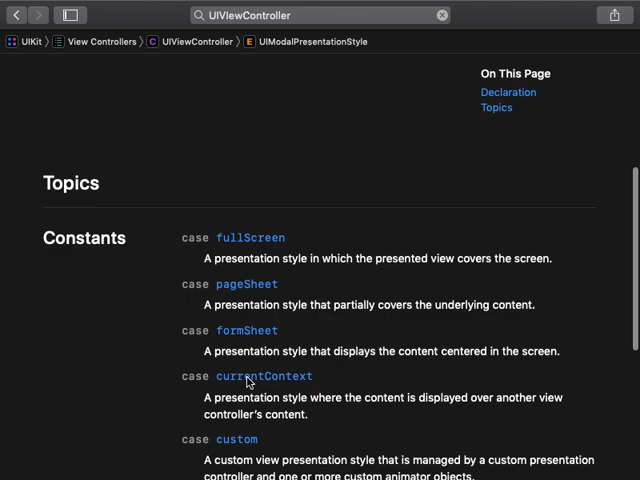 UIVIewController
UIKit
View Controllers
C UIViewController
E UIModalPresentationStyle
On This Page
Declaration
Topics
Topics
Constants
case fullScreen
A presentation style in which the presented view covers the screen.
case pageSheet
A presentation style that partially covers the underlying content.
case formSheet
A presentation style that displays the content centered in the screen.
case currentContext
A presentation style where the content is displayed over another view
controller's content.
case custom
A custom view presentation style that is managed by a custom presentation
controller and one or more custom animator objects.